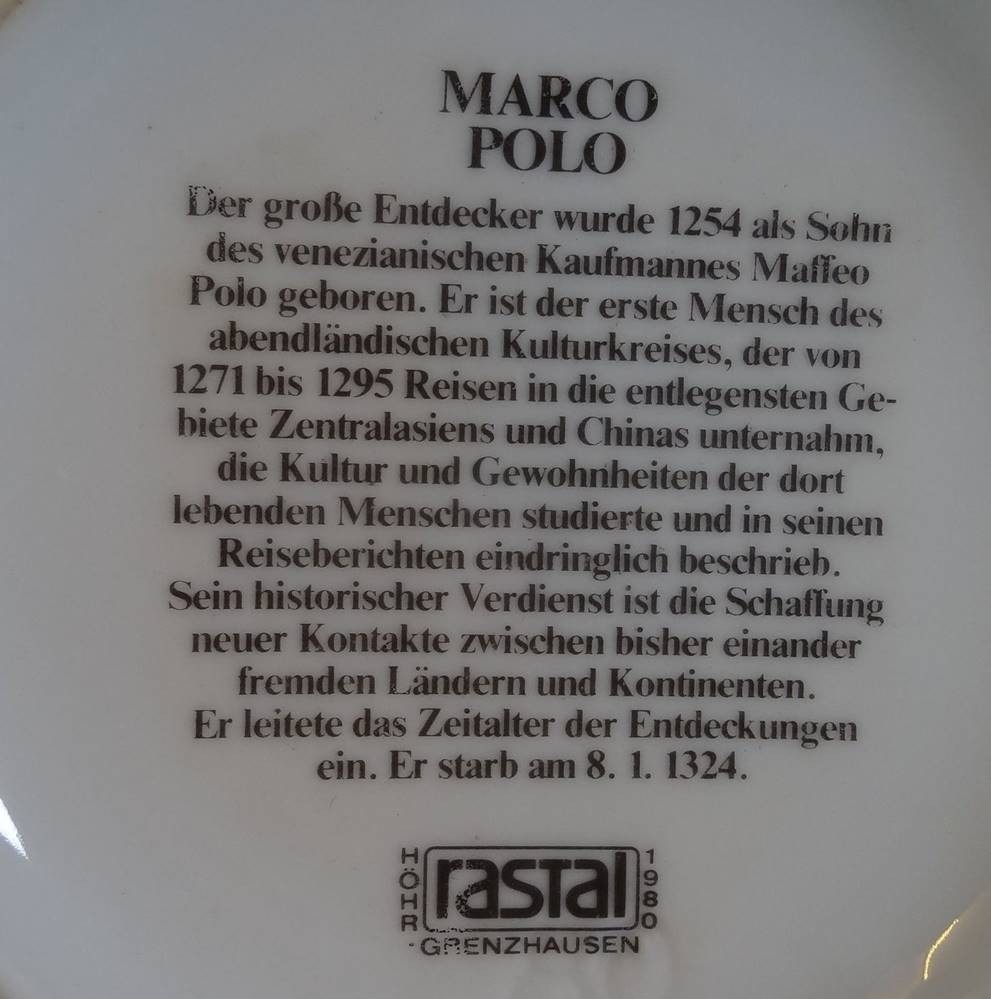 MARCO
POLO
Der große Entdecker wurde 1254 als Sohn
des venezianischen Kaufmannes Maffeo
Polo geboren. Er ist der erste Mensch des
abendländischen Kulturkreises, der von
1271 bis 1295 Reisen in die entlegensten Ge-
biete Zentralasiens und Chinas unternahm,
die Kultur und Gewohnheiten der dort
lebenden Menschen studierte und in seinen
Reiseberichten eindringlich beschrieb.
Sein historischer Verdienst ist die Schaffung
neuer Kontakte zwischen bisher einander
fremden Ländern und Kontinenten.
Er leitete das Zeitalter der Entdeckungen
ein. Er starb am 8. 1. 1324.
HÖHR rastal 1980
-GRENZHAUSEN